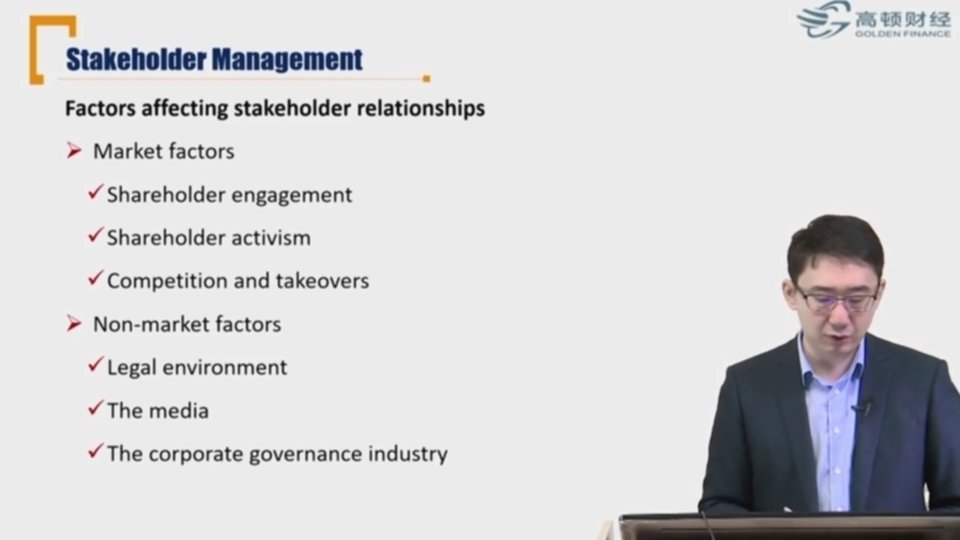 高顿财经
GOLDEN FINANCE
Stakeholder Management
Factors affecting stakeholder relationships
Market factors
Shareholder engagement
Shareholder activism
Competition and takeovers
Non-market factors
Legal environment
The media
The corporate governance industry